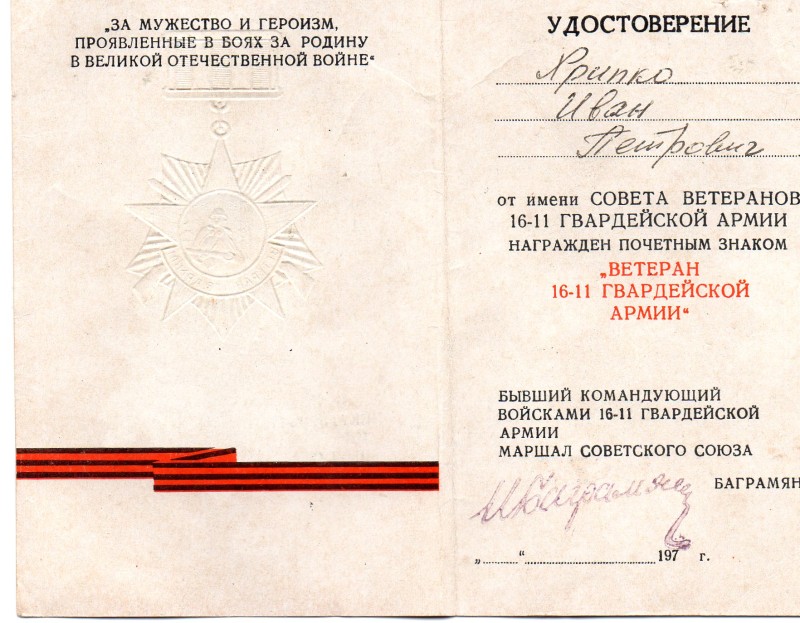 „ЗА МУЖЕСТВО И ГЕРОИЗМ,
ПРОЯВЛЕННЫЕ В БОЯХ ЗА РОДИНУ
В ВЕЛИКОЙ ОТЕЧЕСТВЕННОЙ ВОЙНЕ“
УДОСТОВЕРЕНИЕ
Хрипко
Иван
Петрович
от имени СОВЕТА ВЕТЕРАНОВ
16-11 ГВАРДЕЙСКОЙ АРМИИ
НАГРАЖДЕН ПОЧЕТНЫМ ЗНАКОМ
„ВЕТЕРАН
16-11 ГВАРДЕЙСКОЙ
АРМИИ“
БЫВШИЙ КОМАНДУЮЩИЙ
ВОЙСКАМИ 16-11 ГВАРДЕЙСКОЙ
АРМИИ
МАРШАЛ СОВЕТСКОГО СОЮЗА
БАГРАМЯН
ИБаграмян
„ “ 197 г.